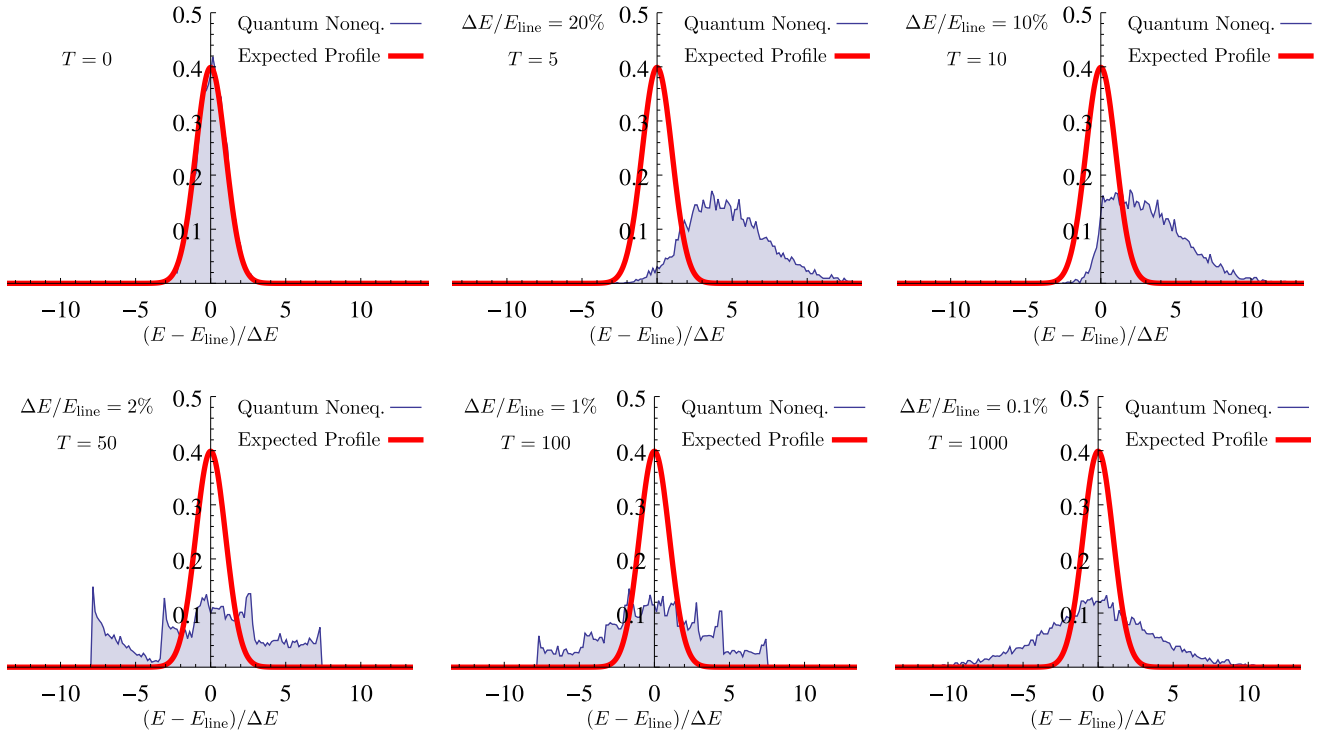 0.5
Quantum Noneq.
Expected Profile
T = 0
0.4
0.3
0.2
0.1
−10 −5 0 5 10
(E − E_line)/ΔE
ΔE/E_line = 20%
0.5
Quantum Noneq.
T = 5
Expected Profile
0.4
0.3
0.2
0.1
−10 −5 0 5 10
(E − E_line)/ΔE
ΔE/E_line = 10%
0.5
Quantum Noneq.
T = 10
Expected Profile
0.4
0.3
0.2
0.1
−10 −5 0 5 10
(E − E_line)/ΔE
ΔE/E_line = 2%
0.5
Quantum Noneq.
T = 50
Expected Profile
0.4
0.3
0.2
0.1
−10 −5 0 5 10
(E − E_line)/ΔE
ΔE/E_line = 1%
0.5
Quantum Noneq.
T = 100
Expected Profile
0.4
0.3
0.2
0.1
−10 −5 0 5 10
(E − E_line)/ΔE
ΔE/E_line = 0.1%
0.5
Quantum Noneq.
T = 1000
Expected Profile
0.4
0.3
0.2
0.1
−10 −5 0 5 10
(E − E_line)/ΔE